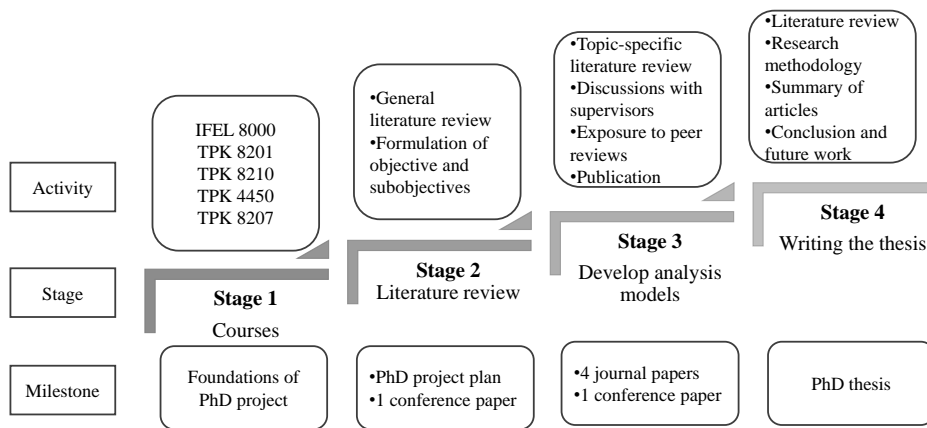 Activity
IFEL 8000
TPK 8201
TPK 8210
TPK 4450
TPK 8207
•General
literature review
•Formulation of
objective and
subobjectives
•Topic-specific
literature review
•Discussions with
supervisors
•Exposure to peer
reviews
•Publication
•Literature review
•Research
methodology
•Summary of
articles
•Conclusion and
future work
Stage
Stage 1
Courses
Stage 2
Literature review
Stage 3
Develop analysis
models
Stage 4
Writing the thesis
Milestone
Foundations of
PhD project
•PhD project plan
•1 conference paper
•4 journal papers
•1 conference paper
PhD thesis